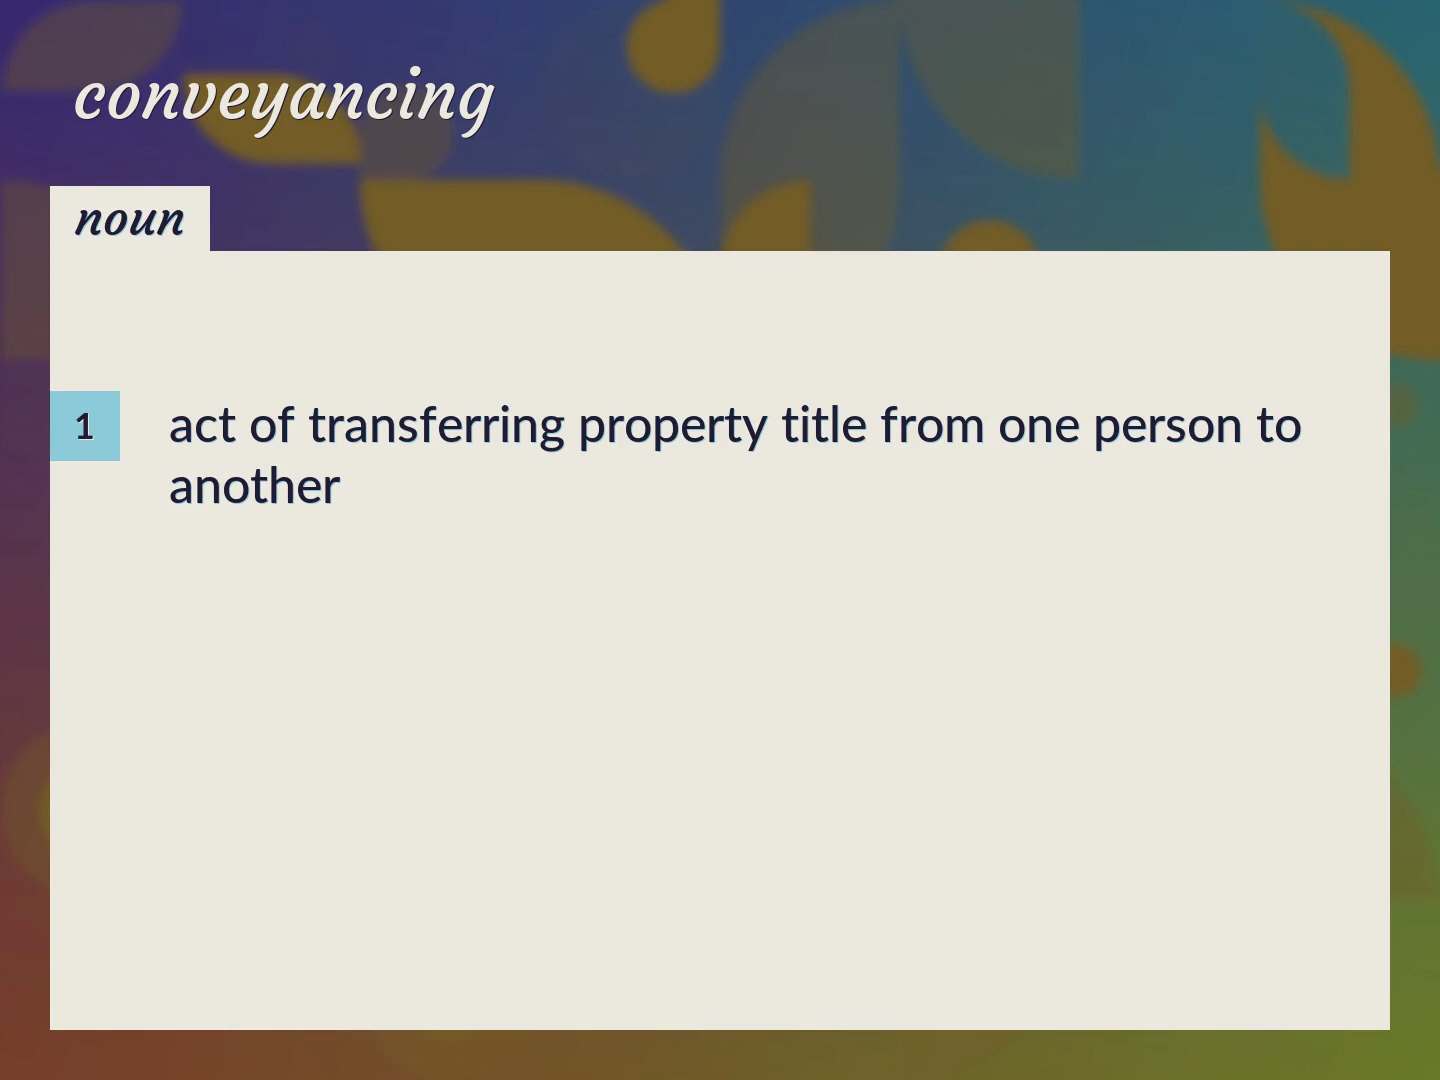 conveyancing
noun
1 act of transferring property title from one person to
another